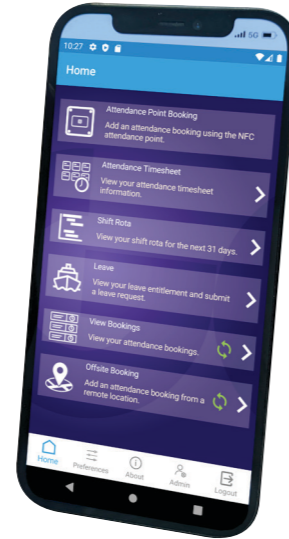 5G
10:27
Home
Attendance Point Booking
Add an attendance booking using the NFC
attendance point.
Attendance Timesheet
View your attendance timesheet
information.
Shift Rota
View your shift rota for the next 31 days.
Leave
View your leave entitlement and submit
a leave request.
View Bookings
View your attendance bookings.
Offsite Booking
Add an attendance booking from a
remote location.
Home
Preferences
About
Admin
Logout